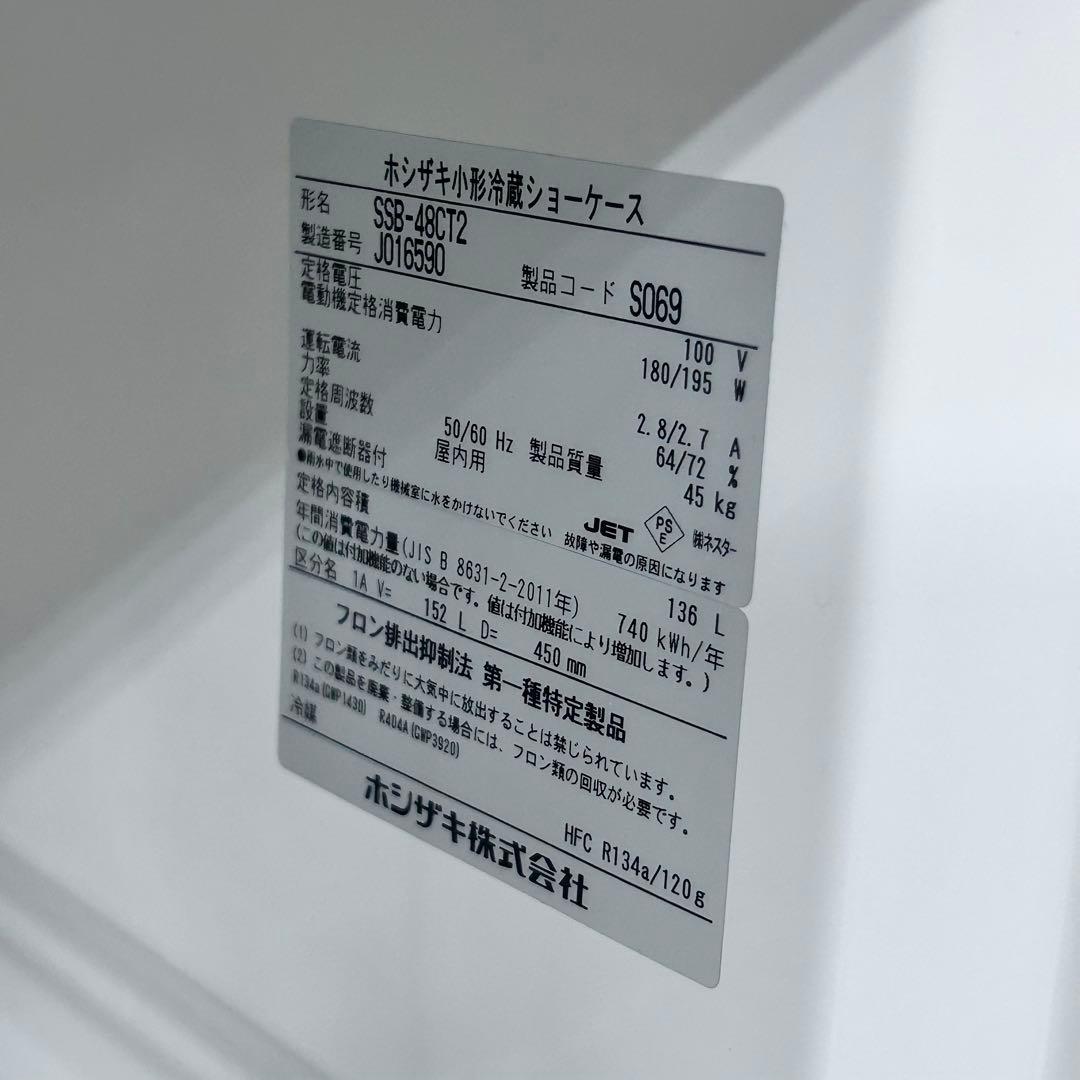 ホシザキ小形冷蔵ショーケース
形名 SSB-48CT2
製造番号 J016590 製品コード S069
定格電圧 100 V
電動機定格消費電力 180/195 W
運転電流 2.8/2.7 A
力率 64/72 %
定格周波数 50/60 Hz 製品質量 45 kg
設置 屋内用
漏電遮断器付 JET PS E ㈱ネスター
●雨水中で使用したり機械室に水をかけないでください 故障や漏電の原因になります
定格内容積 136 L
年間消費電力量(JIS B 8631-2-2011年) 740 kWh/年
(この値は付加機能のない場合です。値は付加機能により増加します。)
区分名 1A V= 152 L D= 450 mm
フロン排出抑制法 第一種特定製品
(1) フロン類をみだりに大気中に放出することは禁じられています。
(2) この製品を廃棄・整備する場合には、フロン類の回収が必要です。
R134a(GWP1430) R404A(GWP3920)
冷媒 HFC R134a/120g
ホシザキ株式会社